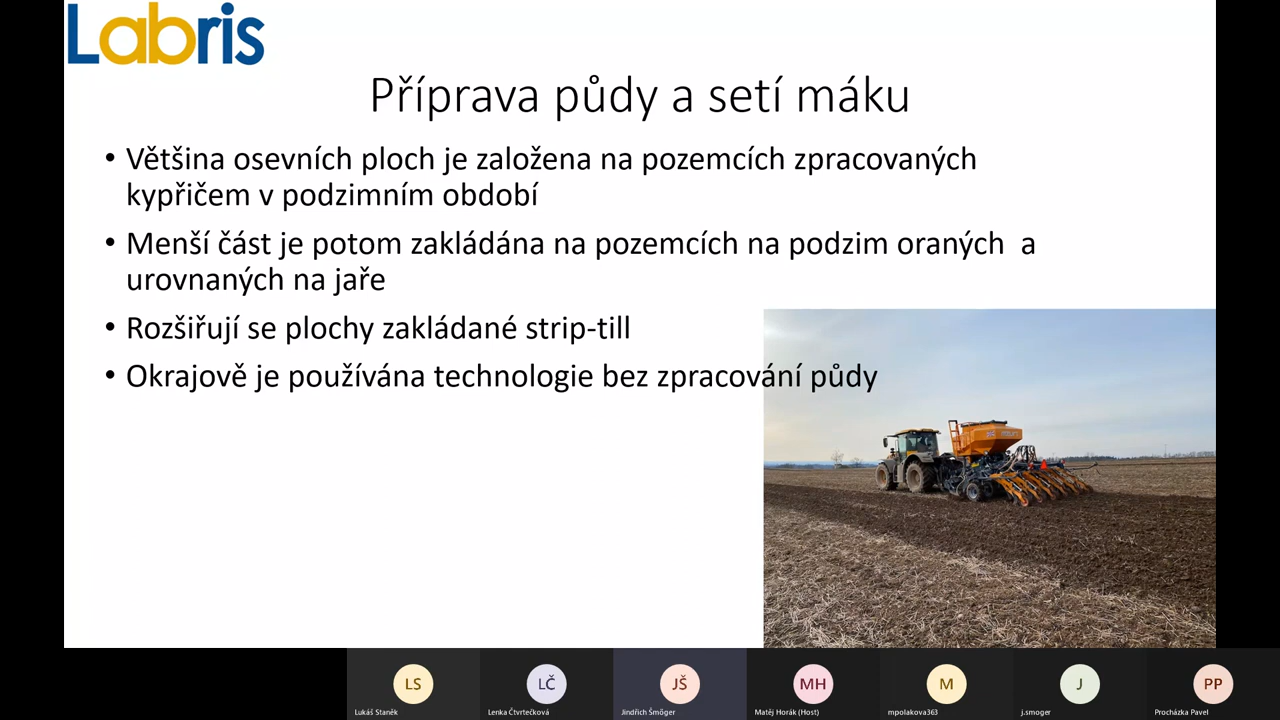 Labris
Příprava půdy a setí máku
• Většina osevních ploch je založena na pozemcích zpracovaných
kypřičem v podzimním období
• Menší část je potom zakládána na pozemcích na podzim oraných  a
urovnaných na jaře
• Rozšiřují se plochy zakládané strip-till
• Okrajově je používána technologie bez zpracování půdy
LS
LČ
JŠ
MH
M
J
PP
Lukáš Staněk
Lenka Čtvrtečková
Jindřich Šmöger
Matěj Horák (Host)
mpolakova363
j.smoger
Procházka Pavel